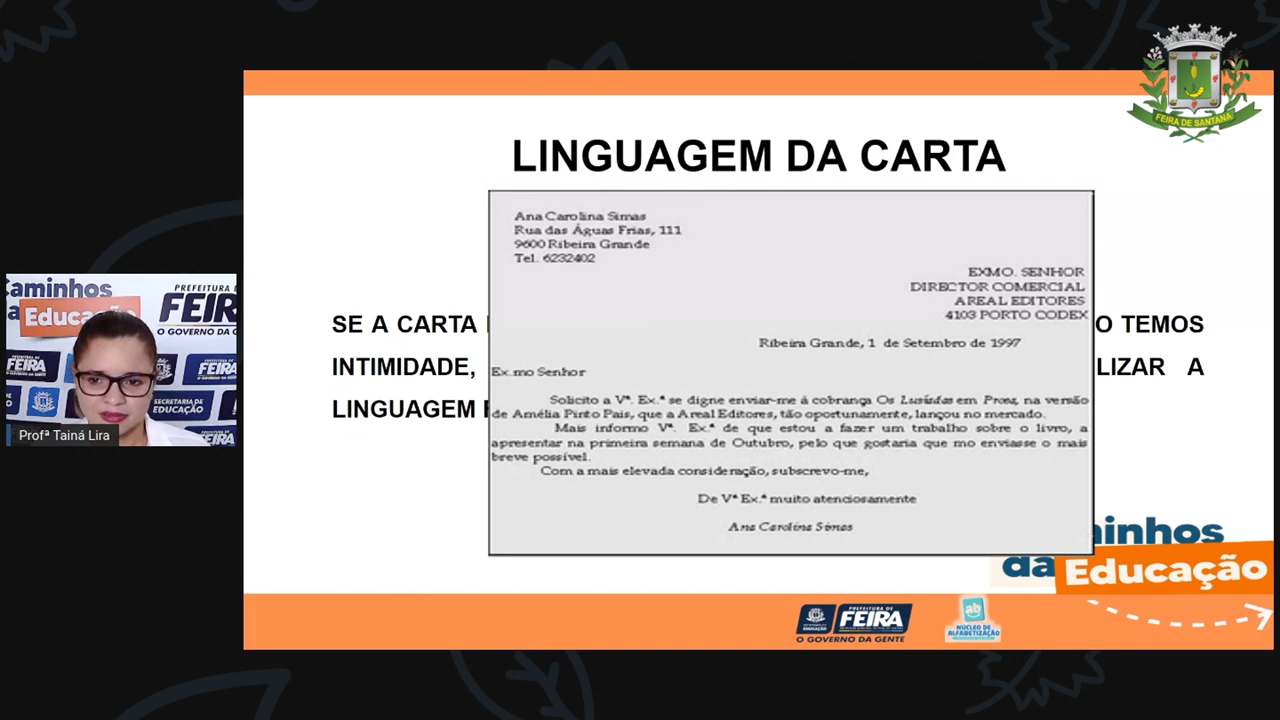 FEIRA DE SANTANA
LINGUAGEM DA CARTA
Ana Carolina Simas
Rua das Águas Frias, 111
9600 Ribeira Grande
Tel. 6232402
EXMO. SENHOR
DIRECTOR COMERCIAL
AREAL EDITORES
4103 PORTO CODEX
Ribeira Grande, 1 de Setembro de 1997
Ex.mo Senhor
Solicito a Vª. Ex.ª se digne enviar-me à cobrança Os Lusíadas em Prosa, na versão
de Amélia Pinto Pais, que a Areal Editores, tão oportunamente, lançou no mercado.
Mais informo Vª. Ex.ª de que estou a fazer um trabalho sobre o livro, a
apresentar na primeira semana de Outubro, pelo que gostaria que mo enviasse o mais
breve possível.
Com a mais elevada consideração, subscrevo-me,
De Vª Ex.ª muito atenciosamente
Ana Carolina Simas
SE A CARTA O TEMOS
INTIMIDADE, LIZAR A
LINGUAGEM
aminhos
da Educação
PREFEITURA DE
FEIRA
O GOVERNO DA GENTE
SECRETARIA DE
EDUCAÇÃO
Profª Tainá Lira
inhos
da Educação
PREFEITURA DE
FEIRA
O GOVERNO DA GENTE
NÚCLEO DE
ALFABETIZAÇÃO